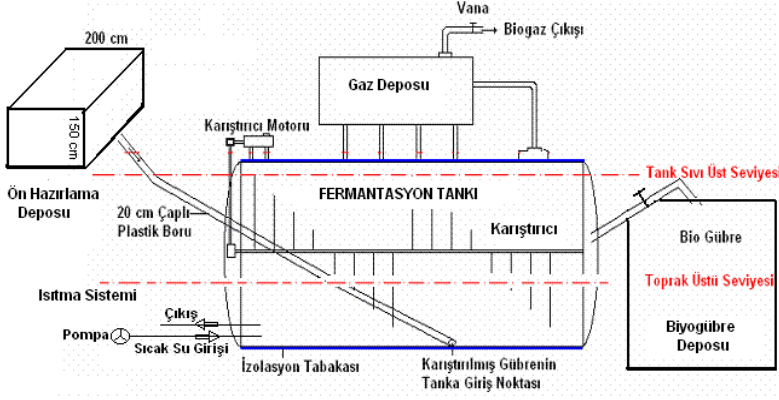 Vana
200 cm
Biogaz Çıkışı
Gaz Deposu
150 cm
Karıştırıcı Motoru
Tank Sıvı Üst Seviyesi
Ön Hazırlama
Deposu
FERMANTASYON TANKI
20 cm Çaplı
Plastik Boru
Karıştırıcı
Bio Gübre
Toprak Üstü Seviyesi
Isıtma Sistemi
Çıkış
Pompa
Sıcak Su Girişi
Biyogübre
Deposu
İzolasyon Tabakası
Karıştırılmış Gübrenin
Tanka Giriş Noktası